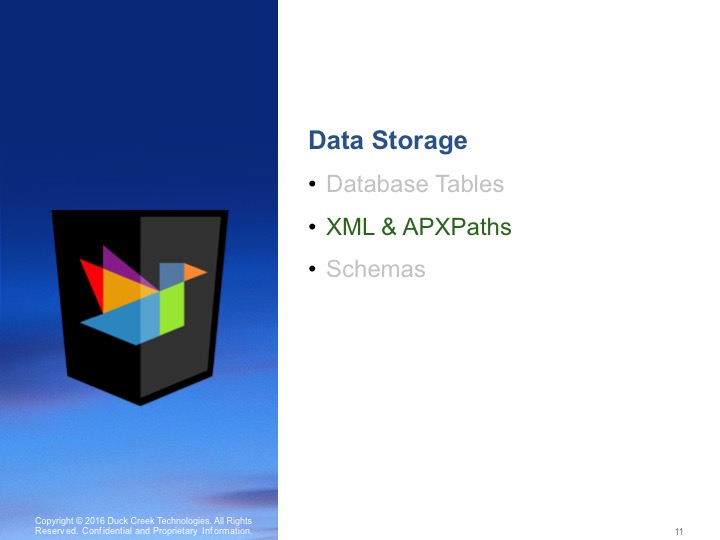 Data Storage
• Database Tables
• XML & APXPaths
• Schemas
Copyright © 2016 Duck Creek Technologies. All Rights
Reserved. Confidential and Proprietary Information.
11